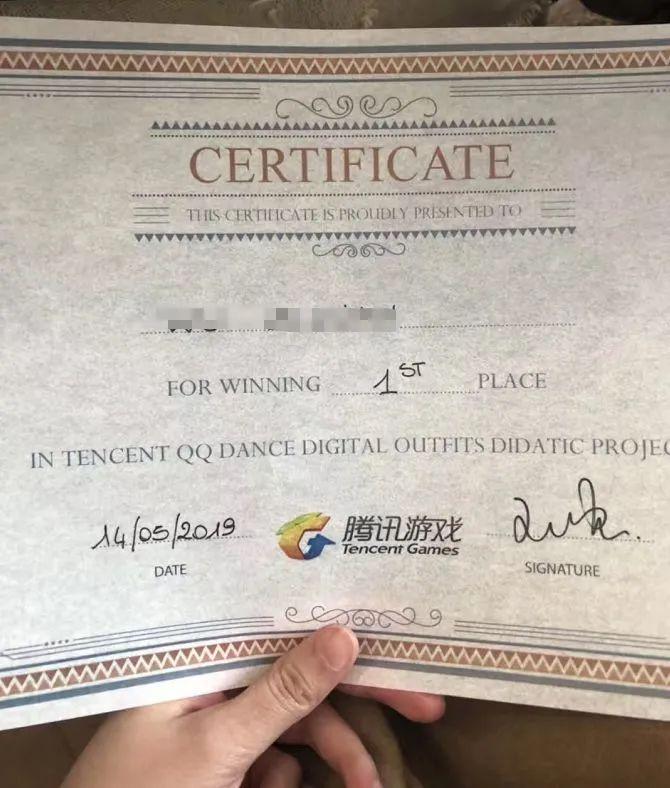 CERTIFICATE
THIS CERTIFICATE IS PROUDLY PRESENTED TO
FOR WINNING 1ST PLACE
IN TENCENT QQ DANCE DIGITAL OUTFITS DIDATIC PROJEC
14/05/2019
DATE
腾讯游戏
Tencent Games
SIGNATURE